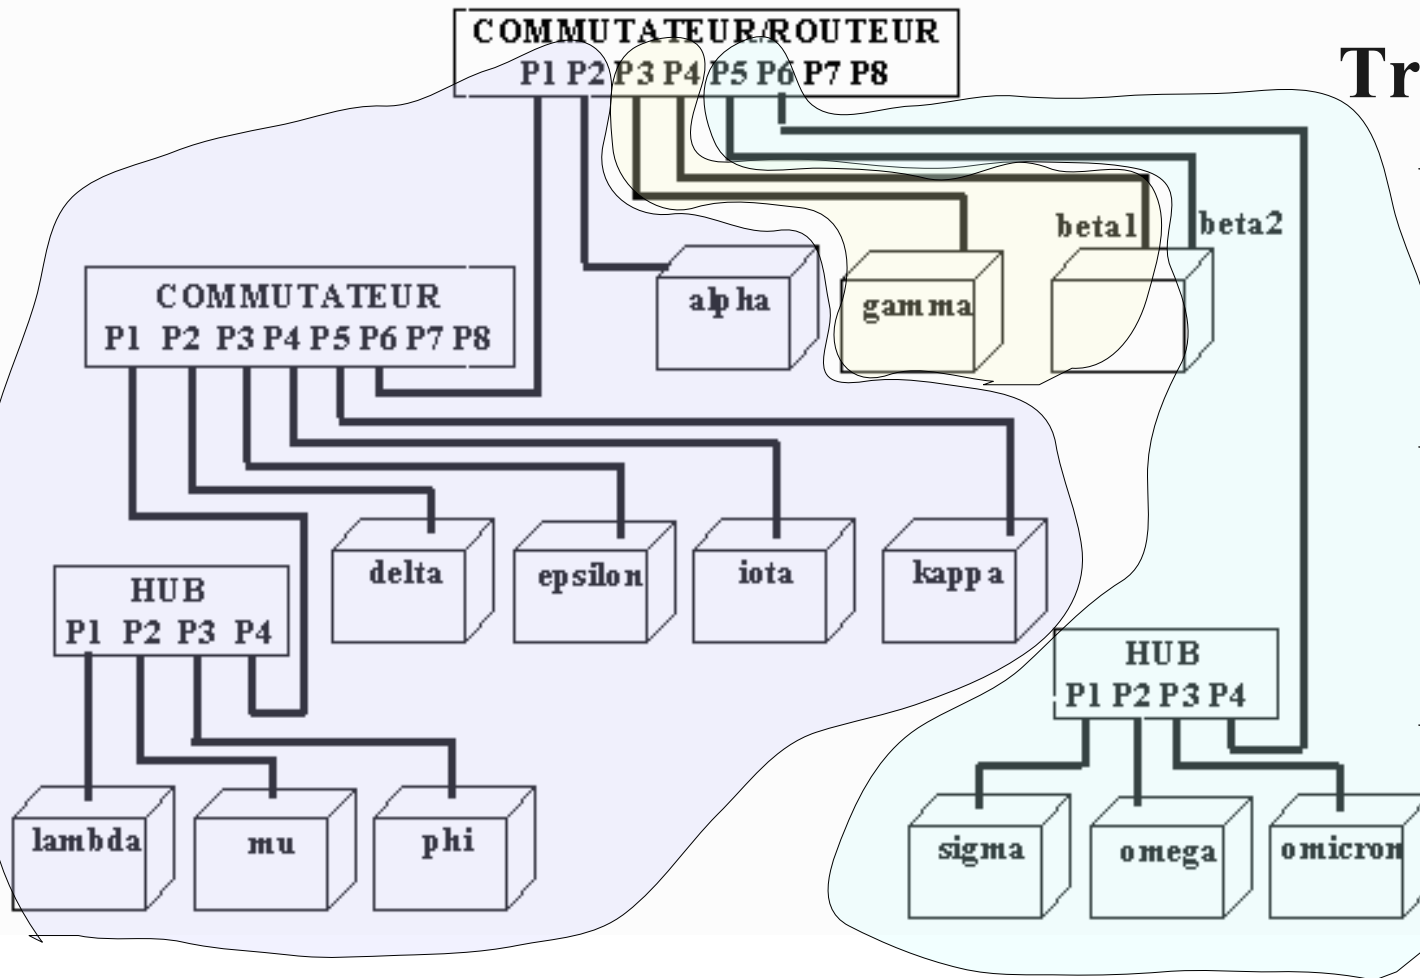 COMMUTATEUR/ROUTEUR
P1 P2 P3 P4 P5 P6 P7 P8
Tr
beta1 beta2
COMMUTATEUR
P1 P2 P3 P4 P5 P6 P7 P8
alpha
gamma
delta
epsilon
iota
kappa
HUB
P1 P2 P3 P4
HUB
P1 P2 P3 P4
lambda
mu
phi
sigma
omega
omicron